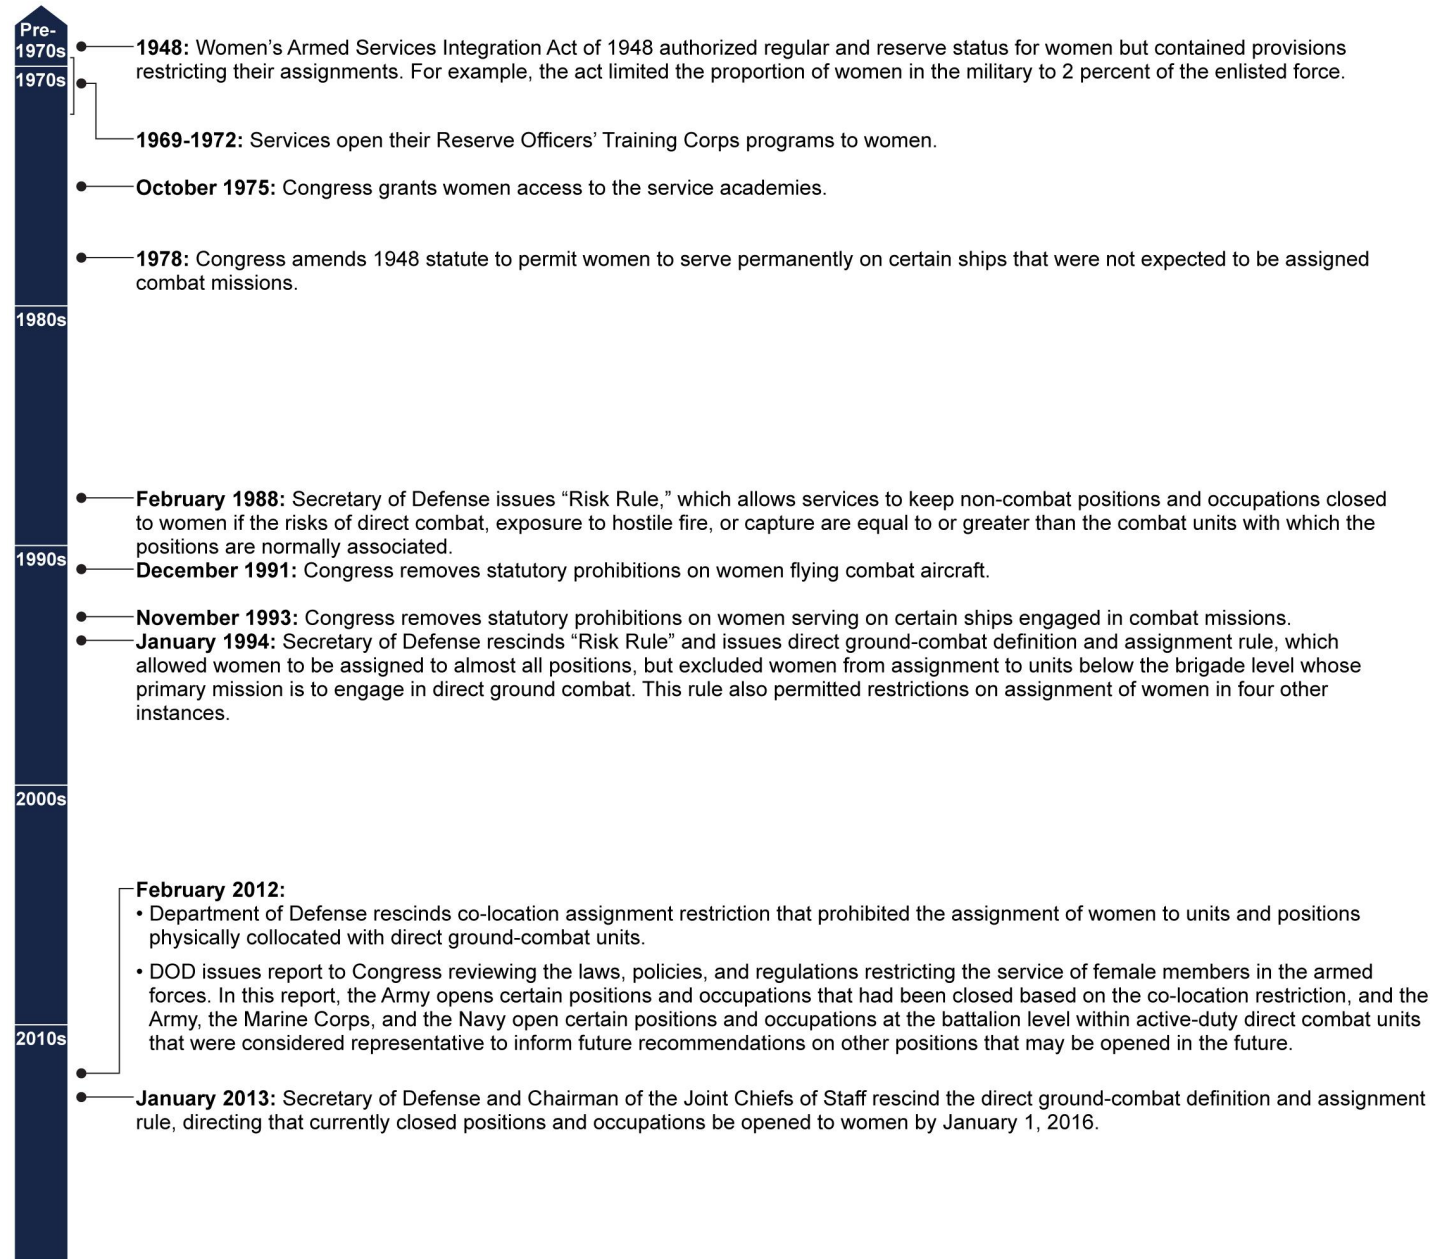 Pre-
1970s
1948: Women’s Armed Services Integration Act of 1948 authorized regular and reserve status for women but contained provisions
restricting their assignments. For example, the act limited the proportion of women in the military to 2 percent of the enlisted force.
1970s
1969-1972: Services open their Reserve Officers’ Training Corps programs to women.
October 1975: Congress grants women access to the service academies.
1978: Congress amends 1948 statute to permit women to serve permanently on certain ships that were not expected to be assigned
combat missions.
1980s
February 1988: Secretary of Defense issues “Risk Rule,” which allows services to keep non-combat positions and occupations closed
to women if the risks of direct combat, exposure to hostile fire, or capture are equal to or greater than the combat units with which the
positions are normally associated.
1990s
December 1991: Congress removes statutory prohibitions on women flying combat aircraft.
November 1993: Congress removes statutory prohibitions on women serving on certain ships engaged in combat missions.
January 1994: Secretary of Defense rescinds “Risk Rule” and issues direct ground-combat definition and assignment rule, which
allowed women to be assigned to almost all positions, but excluded women from assignment to units below the brigade level whose
primary mission is to engage in direct ground combat. This rule also permitted restrictions on assignment of women in four other
instances.
2000s
February 2012:
• Department of Defense rescinds co-location assignment restriction that prohibited the assignment of women to units and positions
physically collocated with direct ground-combat units.
• DOD issues report to Congress reviewing the laws, policies, and regulations restricting the service of female members in the armed
forces. In this report, the Army opens certain positions and occupations that had been closed based on the co-location restriction, and the
Army, the Marine Corps, and the Navy open certain positions and occupations at the battalion level within active-duty direct combat units
that were considered representative to inform future recommendations on other positions that may be opened in the future.
2010s
January 2013: Secretary of Defense and Chairman of the Joint Chiefs of Staff rescind the direct ground-combat definition and assignment
rule, directing that currently closed positions and occupations be opened to women by January 1, 2016.